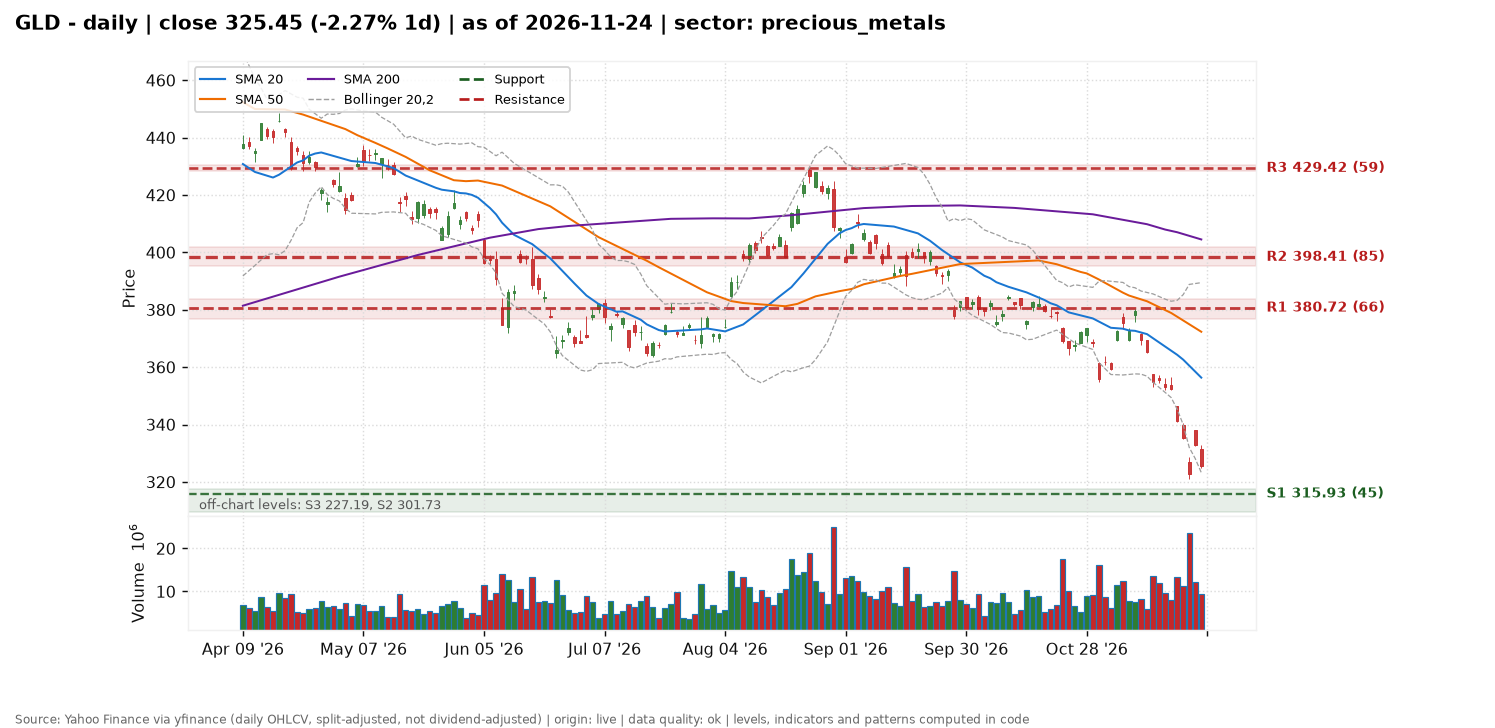 GLD - daily | close 325.45 (-2.27% 1d) | as of 2026-11-24 | sector: precious_metals
SMA 20
SMA 50
SMA 200
Bollinger 20,2
Support
Resistance
Price
460
440
420
400
380
360
340
320
R3 429.42 (59)
R2 398.41 (85)
R1 380.72 (66)
S1 315.93 (45)
off-chart levels: S3 227.19, S2 301.73
Volume 10⁶
20
10
Apr 09 '26
May 07 '26
Jun 05 '26
Jul 07 '26
Aug 04 '26
Sep 01 '26
Sep 30 '26
Oct 28 '26
Source: Yahoo Finance via yfinance (daily OHLCV, split-adjusted, not dividend-adjusted) | origin: live | data quality: ok | levels, indicators and patterns computed in code